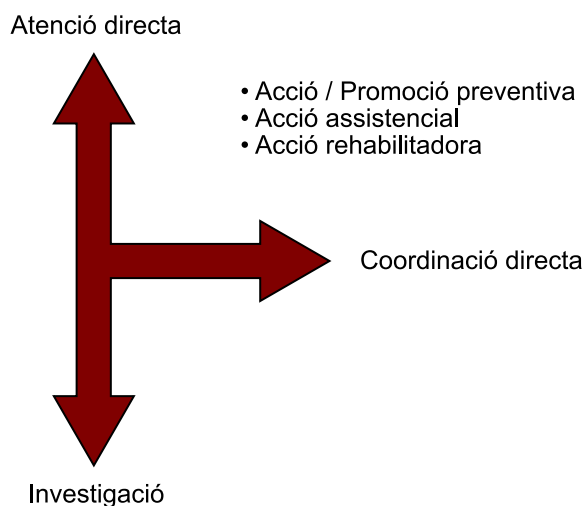 Atenció directa
• Acció / Promoció preventiva
• Acció assistencial
• Acció rehabilitadora
Coordinació directa
Investigació